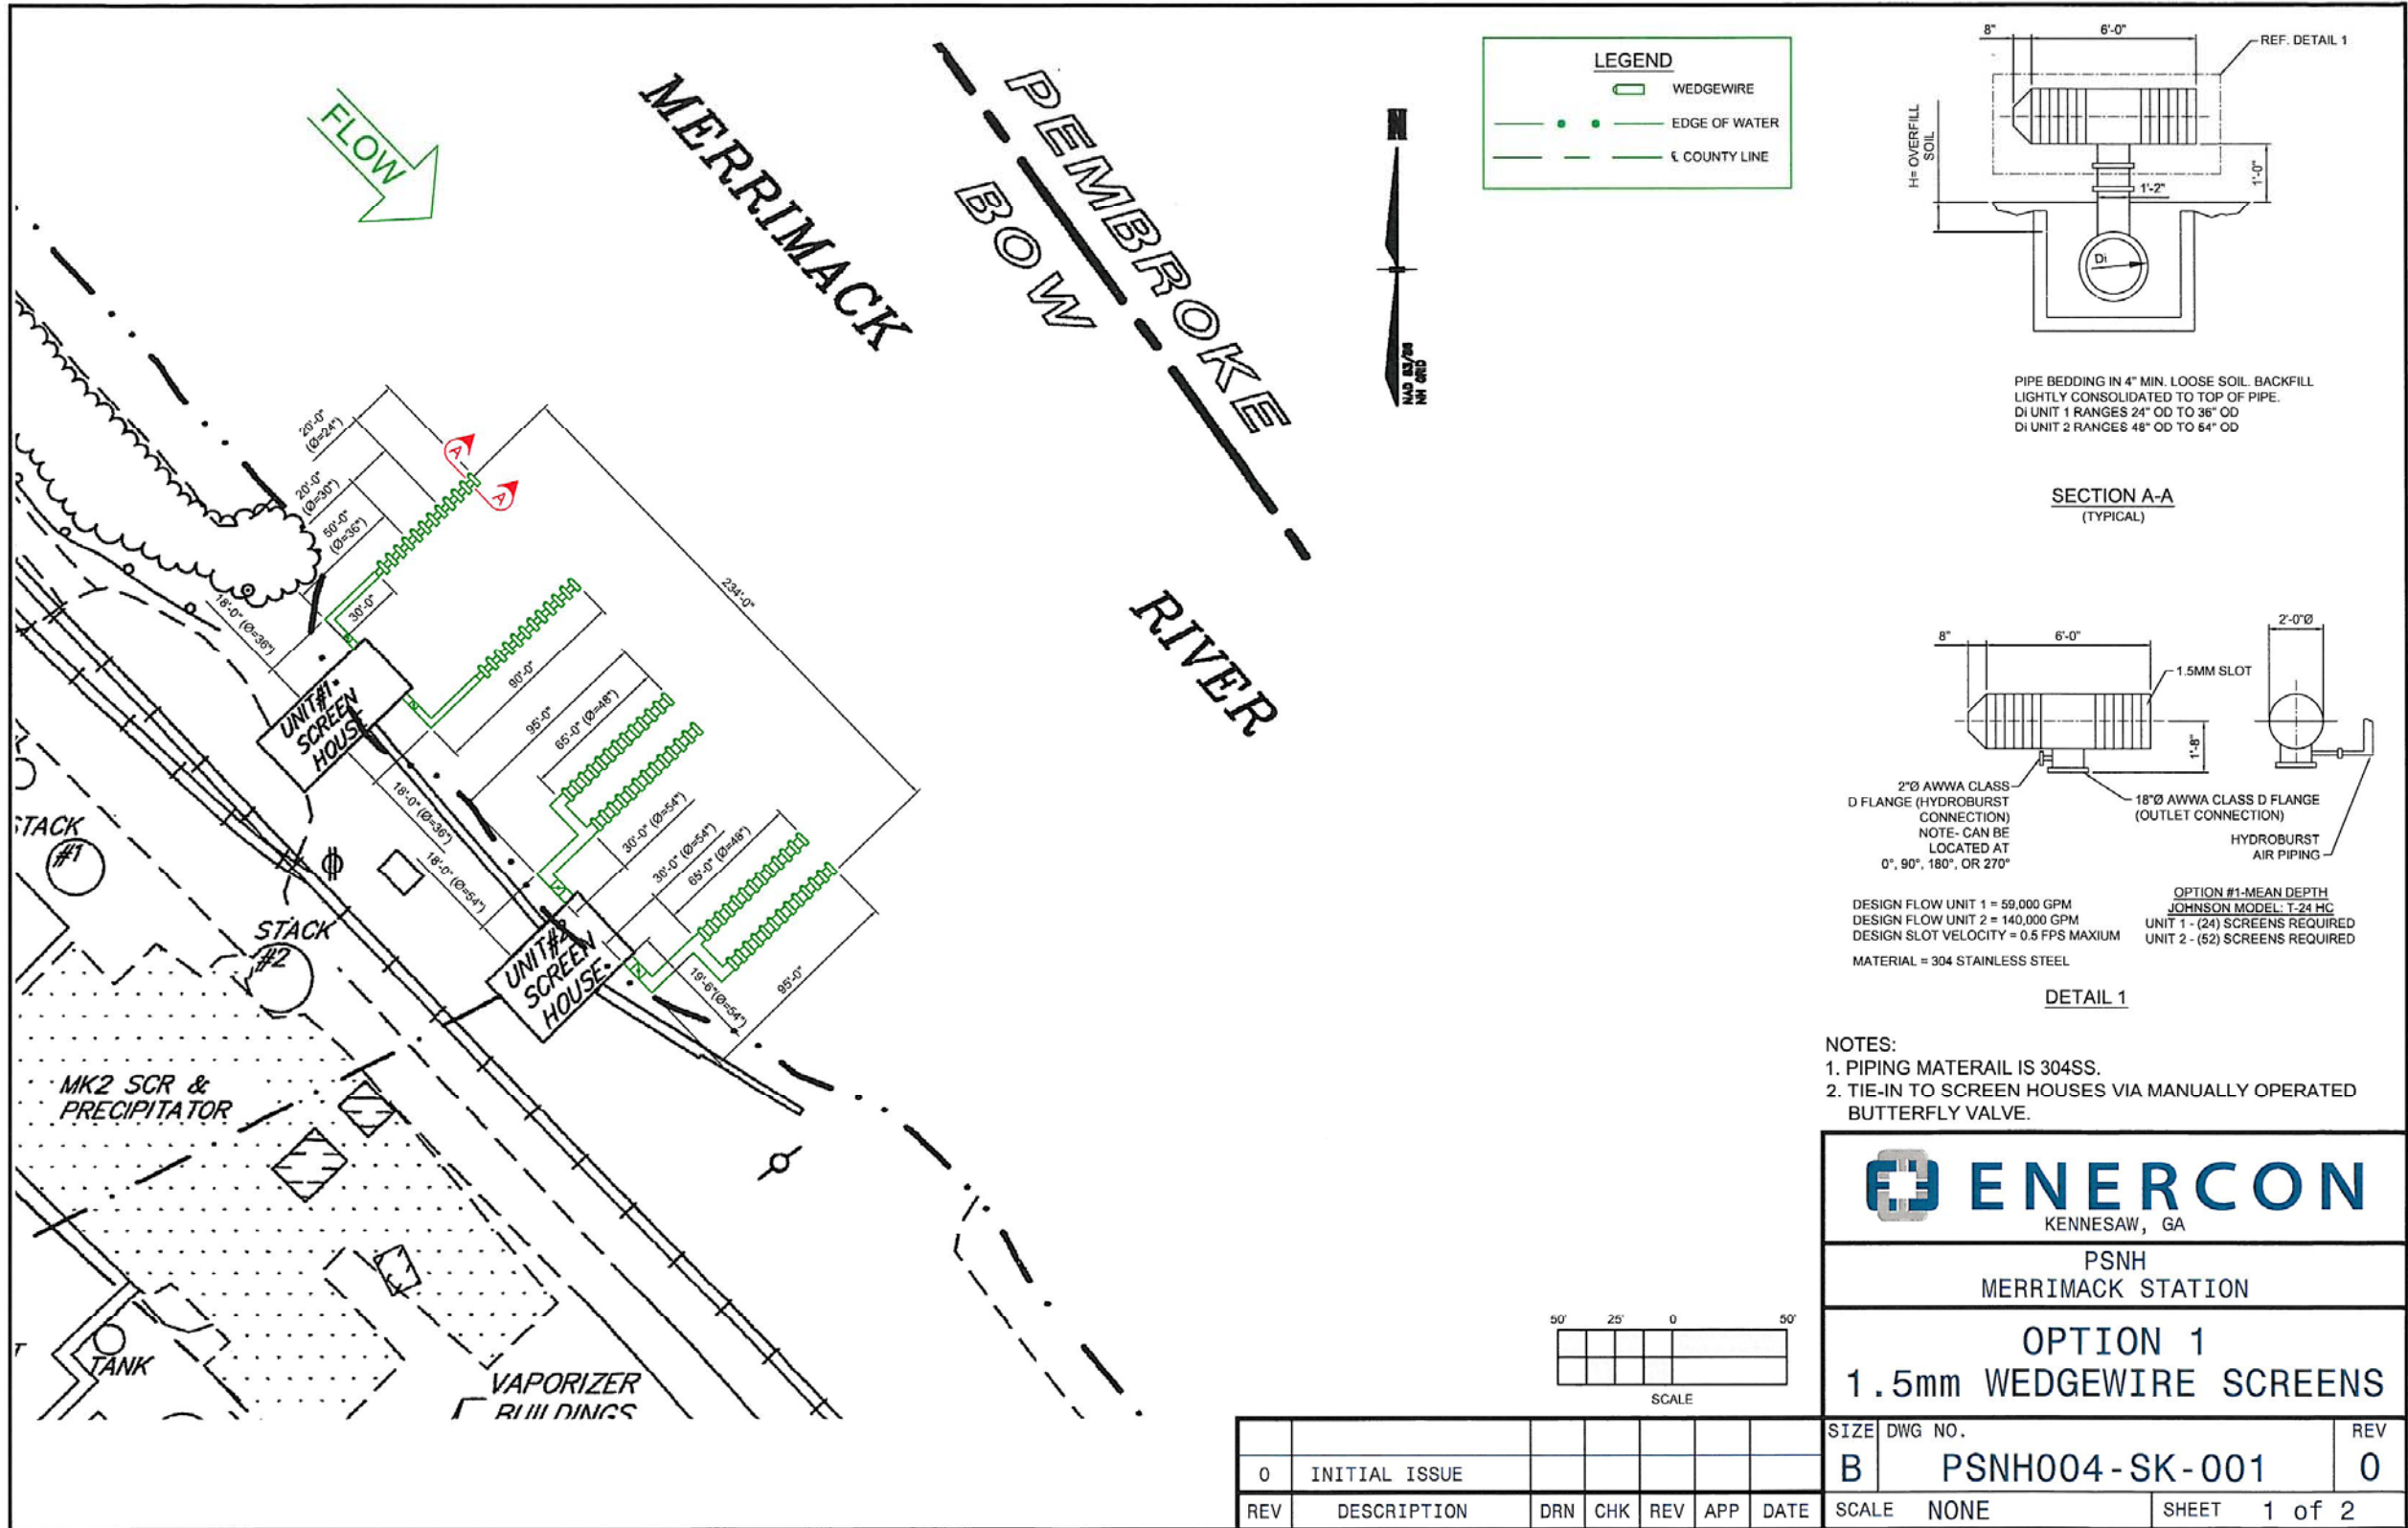 FLOW
MERRIMACK
RIVER
PEMBROKE
BOW
N
NAD 83/86
NH GRID
LEGEND
WEDGEWIRE
EDGE OF WATER
℄ COUNTY LINE
20'-0"
(Ø=24")
20'-0"
(Ø=30")
50'-0"
(Ø=36")
A
A
30'-0"
18'-0" (Ø=36")
234'-0"
90'-0"
95'-0"
65'-0" (Ø=48")
18'-0" (Ø=36")
18'-0" (Ø=54")
30'-0" (Ø=54")
30'-0" (Ø=54")
65'-0" (Ø=48")
19'-6"(Ø=54")
95'-0"
UNIT#1
SCREEN
HOUSE
UNIT#2
SCREEN
HOUSE
STACK
#1
STACK
#2
MK2 SCR &
PRECIPITATOR
TANK
VAPORIZER
BUILDINGS
8"
6'-0"
REF. DETAIL 1
H= OVERFILL
SOIL
1'-2"
1'-0"
Di
PIPE BEDDING IN 4" MIN. LOOSE SOIL. BACKFILL
LIGHTLY CONSOLIDATED TO TOP OF PIPE.
Di UNIT 1 RANGES 24" OD TO 36" OD
Di UNIT 2 RANGES 48" OD TO 54" OD
SECTION A-A
(TYPICAL)
8"
6'-0"
2'-0"Ø
1.5MM SLOT
1'-8"
2"Ø AWWA CLASS
D FLANGE (HYDROBURST
CONNECTION)
NOTE- CAN BE
LOCATED AT
0°, 90°, 180°, OR 270°
18"Ø AWWA CLASS D FLANGE
(OUTLET CONNECTION)
HYDROBURST
AIR PIPING
DESIGN FLOW UNIT 1 = 59,000 GPM
DESIGN FLOW UNIT 2 = 140,000 GPM
DESIGN SLOT VELOCITY = 0.5 FPS MAXIUM
MATERIAL = 304 STAINLESS STEEL
OPTION #1-MEAN DEPTH
JOHNSON MODEL: T-24 HC
UNIT 1 - (24) SCREENS REQUIRED
UNIT 2 - (52) SCREENS REQUIRED
DETAIL 1
NOTES:
1. PIPING MATERAIL IS 304SS.
2. TIE-IN TO SCREEN HOUSES VIA MANUALLY OPERATED
BUTTERFLY VALVE.
50' 25' 0 50'
SCALE
ENERCON
KENNESAW, GA
PSNH
MERRIMACK STATION
OPTION 1
1.5mm WEDGEWIRE SCREENS
SIZE B
DWG NO. PSNH004-SK-001
REV 0
SCALE NONE
SHEET 1 of 2
0 INITIAL ISSUE
REV DESCRIPTION DRN CHK REV APP DATE